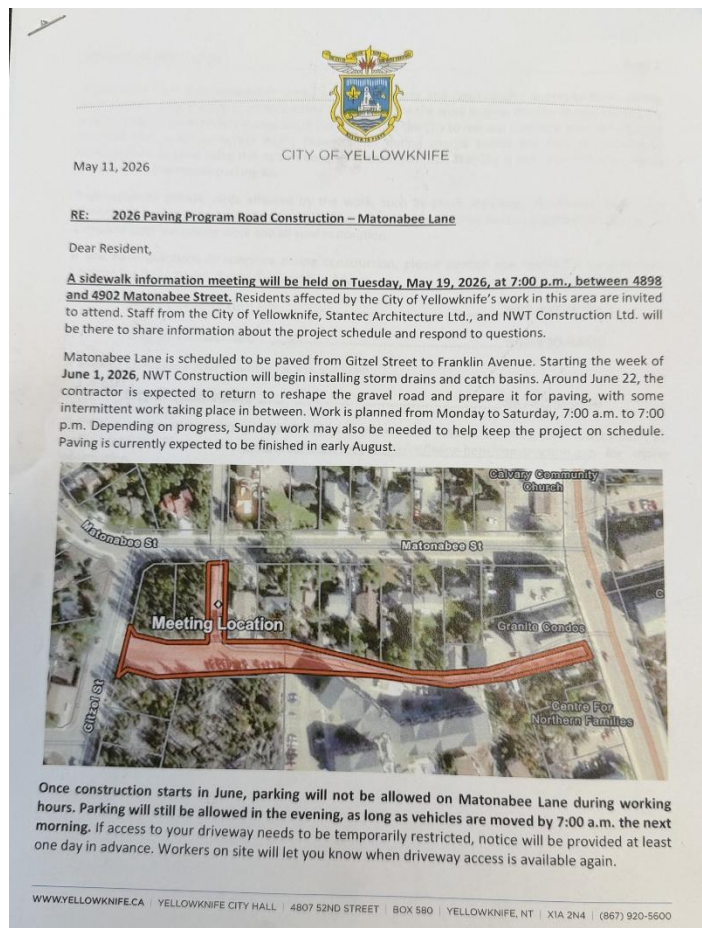 CITY OF YELLOWKNIFE
May 11, 2026
RE: 2026 Paving Program Road Construction – Matonabee Lane
Dear Resident,
A sidewalk information meeting will be held on Tuesday, May 19, 2026, at 7:00 p.m., between 4898
and 4902 Matonabee Street. Residents affected by the City of Yellowknife's work in this area are invited
to attend. Staff from the City of Yellowknife, Stantec Architecture Ltd., and NWT Construction Ltd. will
be there to share information about the project schedule and respond to questions.
Matonabee Lane is scheduled to be paved from Gitzel Street to Franklin Avenue. Starting the week of
June 1, 2026, NWT Construction will begin installing storm drains and catch basins. Around June 22, the
contractor is expected to return to reshape the gravel road and prepare it for paving, with some
intermittent work taking place in between. Work is planned from Monday to Saturday, 7:00 a.m. to 7:00
p.m. Depending on progress, Sunday work may also be needed to help keep the project on schedule.
Paving is currently expected to be finished in early August.
Calvary Community
Church
Matonabee St
Matonabee St
Meeting Location
Granite Condos
Gitzel St
Centre For
Northern Families
Once construction starts in June, parking will not be allowed on Matonabee Lane during working
hours. Parking will still be allowed in the evening, as long as vehicles are moved by 7:00 a.m. the next
morning. If access to your driveway needs to be temporarily restricted, notice will be provided at least
one day in advance. Workers on site will let you know when driveway access is available again.
WWW.YELLOWKNIFE.CA | YELLOWKNIFE CITY HALL | 4807 52ND STREET | BOX 580 | YELLOWKNIFE, NT | X1A 2N4 | (867) 920-5600